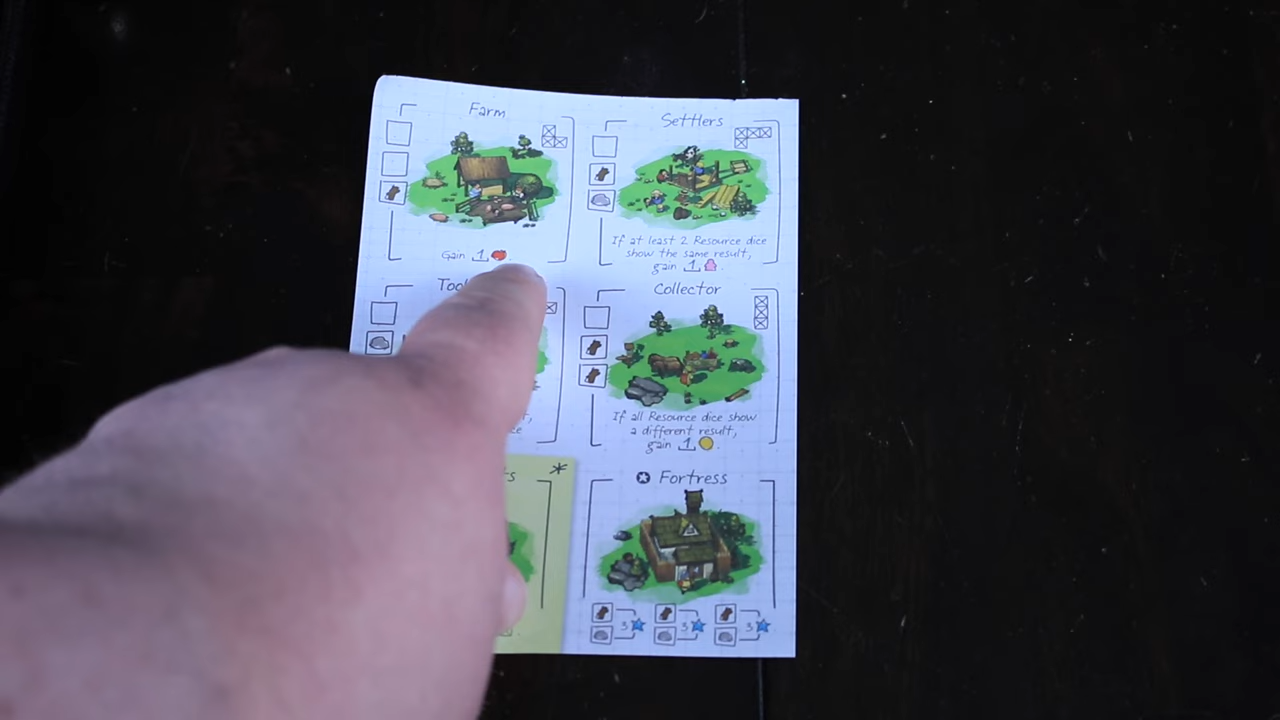 Farm
Gain 1
Settlers
If at least 2 Resource dice
show the same result,
gain 1
Collector
If all Resource dice show
a different result,
gain 1
* 
Fortress
3 3 3